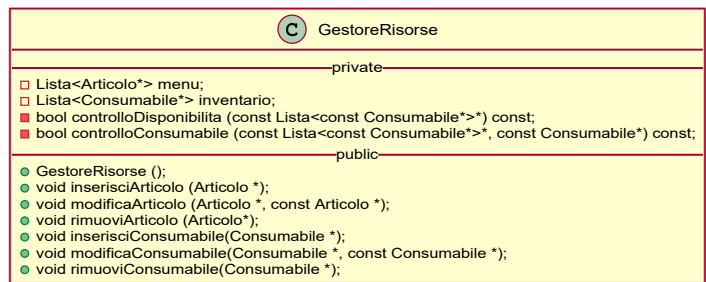 C GestoreRisorse
private
Lista<Articolo*> menu;
Lista<Consumabile*> inventario;
bool controlloDisponibilita (const Lista<const Consumabile*>*) const;
bool controlloConsumabile (const Lista<const Consumabile*>*, const Consumabile*) const;
public
GestoreRisorse ();
void inserisciArticolo (Articolo *);
void modificaArticolo (Articolo *, const Articolo *);
void rimuoviArticolo (Articolo*);
void inserisciConsumabile(Consumabile *);
void modificaConsumabile(Consumabile *, const Consumabile *);
void rimuoviConsumabile(Consumabile *);